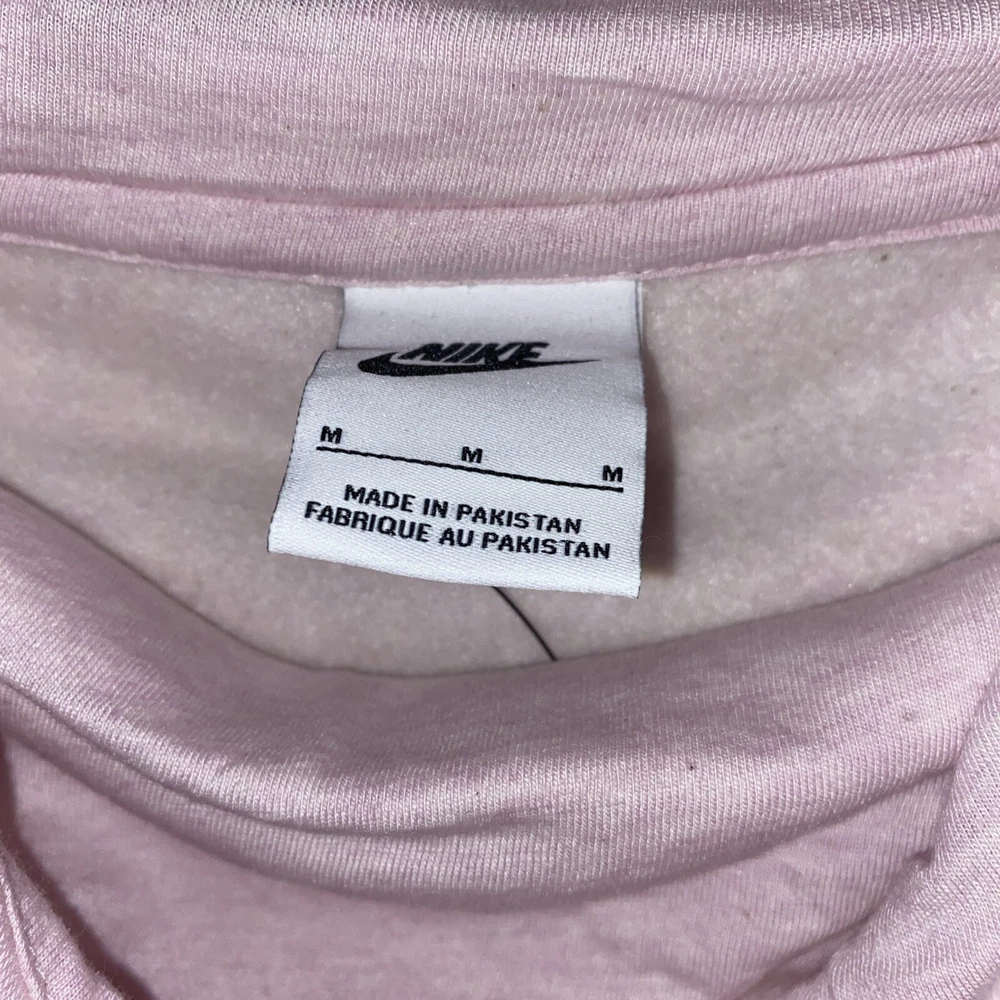 NIKE
M M M
MADE IN PAKISTAN
FABRIQUE AU PAKISTAN